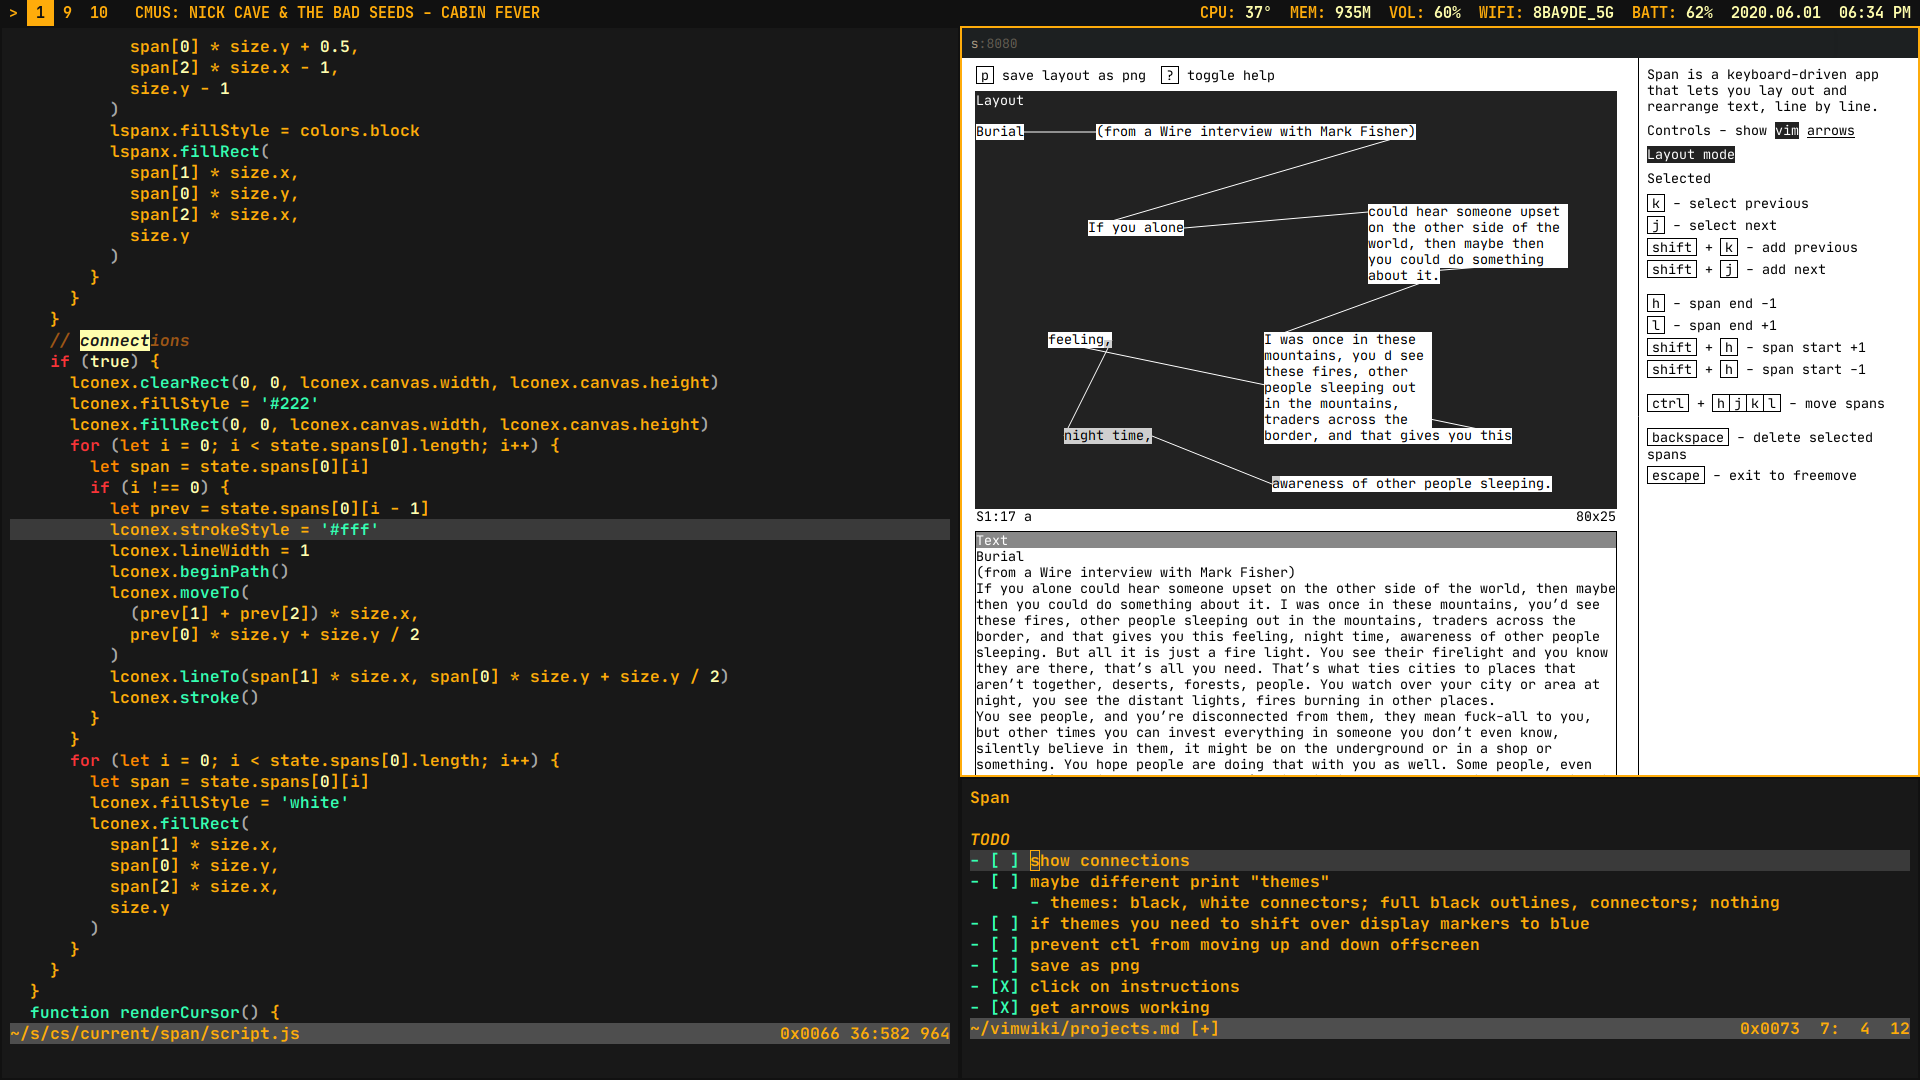 > 1 9 10 CMUS: NICK CAVE & THE BAD SEEDS - CABIN FEVER CPU: 37° MEM: 935M VOL: 60% WIFI: 8BA9DE_5G BATT: 62% 2020.06.01 06:34 PM
span[0] * size.y + 0.5,
span[2] * size.x - 1,
size.y - 1
)
lspanx.fillStyle = colors.block
lspanx.fillRect(
span[1] * size.x,
span[0] * size.y,
span[2] * size.x,
size.y
)
}
}
}
// connections
if (true) {
lconex.clearRect(0, 0, lconex.canvas.width, lconex.canvas.height)
lconex.fillStyle = '#222'
lconex.fillRect(0, 0, lconex.canvas.width, lconex.canvas.height)
for (let i = 0; i < state.spans[0].length; i++) {
let span = state.spans[0][i]
if (i !== 0) {
let prev = state.spans[0][i - 1]
lconex.strokeStyle = '#fff'
lconex.lineWidth = 1
lconex.beginPath()
lconex.moveTo(
(prev[1] + prev[2]) * size.x,
prev[0] * size.y + size.y / 2
)
lconex.lineTo(span[1] * size.x, span[0] * size.y + size.y / 2)
lconex.stroke()
}
}
for (let i = 0; i < state.spans[0].length; i++) {
let span = state.spans[0][i]
lconex.fillStyle = 'white'
lconex.fillRect(
span[1] * size.x,
span[0] * size.y,
span[2] * size.x,
size.y
)
}
}
}
function renderCursor() {
~/s/cs/current/span/script.js 0x0066 36:582 964
s:8080
p save layout as png ? toggle help
Layout
Burial (from a Wire interview with Mark Fisher)
If you alone
could hear someone upset
on the other side of the
world, then maybe then
you could do something
about it.
feeling,
I was once in these
mountains, you d see
these fires, other
people sleeping out
in the mountains,
traders across the
border, and that gives you this
night time,
awareness of other people sleeping.
S1:17 a 80x25
Text
Burial
(from a Wire interview with Mark Fisher)
If you alone could hear someone upset on the other side of the world, then maybe
then you could do something about it. I was once in these mountains, you’d see
these fires, other people sleeping out in the mountains, traders across the
border, and that gives you this feeling, night time, awareness of other people
sleeping. But all it is just a fire light. You see their firelight and you know
they are there, that’s all you need. That’s what ties cities to places that
aren’t together, deserts, forests, people. You watch over your city or area at
night, you see the distant lights, fires burning in other places.
You see people, and you’re disconnected from them, they mean fuck-all to you,
but other times you can invest everything in someone you don’t even know,
silently believe in them, it might be on the underground or in a shop or
something. You hope people are doing that with you as well. Some people, even
Span is a keyboard-driven app
that lets you lay out and
rearrange text, line by line.
Controls - show vim arrows
Layout mode
Selected
k - select previous
j - select next
shift + k - add previous
shift + j - add next
h - span end -1
l - span end +1
shift + h - span start +1
shift + h - span start -1
ctrl + h j k l - move spans
backspace - delete selected
spans
escape - exit to freemove
Span
TODO
- [ ] show connections
- [ ] maybe different print "themes"
- themes: black, white connectors; full black outlines, connectors; nothing
- [ ] if themes you need to shift over display markers to blue
- [ ] prevent ctl from moving up and down offscreen
- [ ] save as png
- [X] click on instructions
- [X] get arrows working
~/vimwiki/projects.md [+] 0x0073 7: 4 12